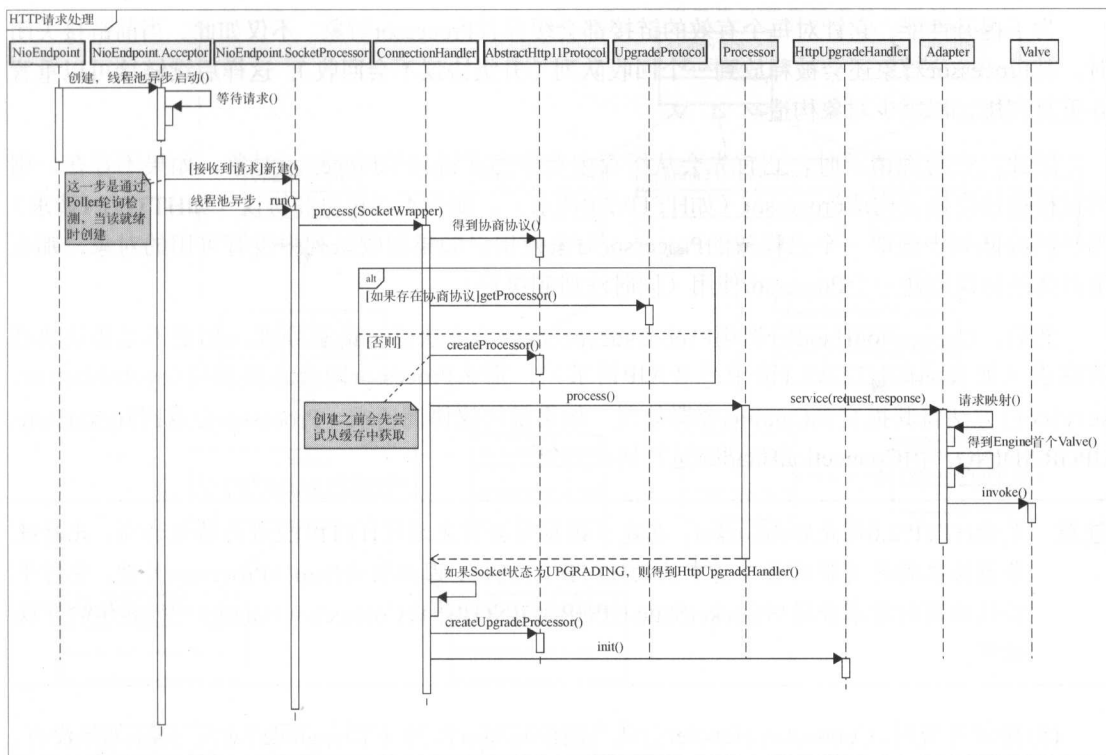 HTTP请求处理
NioEndpoint
NioEndpoint.Acceptor
NioEndpoint.SocketProcessor
ConnectionHandler
AbstractHttp11Protocol
UpgradeProtocol
Processor
HttpUpgradeHandler
Adapter
Valve
创建，线程池异步启动()
等待请求()
[接收到请求]新建()
这一步是通过
Poller轮询检
测，当读就绪
时创建
线程池异步，run()
process(SocketWrapper)
得到协商协议()
alt
[如果存在协商协议]getProcessor()
[否则]
createProcessor()
创建之前会先尝
试从缓存中获取
process()
service(request,response)
请求映射()
得到Engine首个Valve()
invoke()
如果Socket状态为UPGRADING，则得到HttpUpgradeHandler()
createUpgradeProcessor()
init()